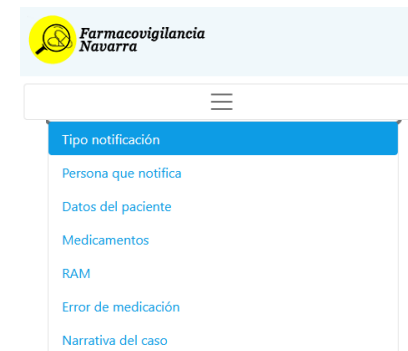 Farmacovigilancia
Navarra
Tipo notificación
Persona que notifica
Datos del paciente
Medicamentos
RAM
Error de medicación
Narrativa del caso